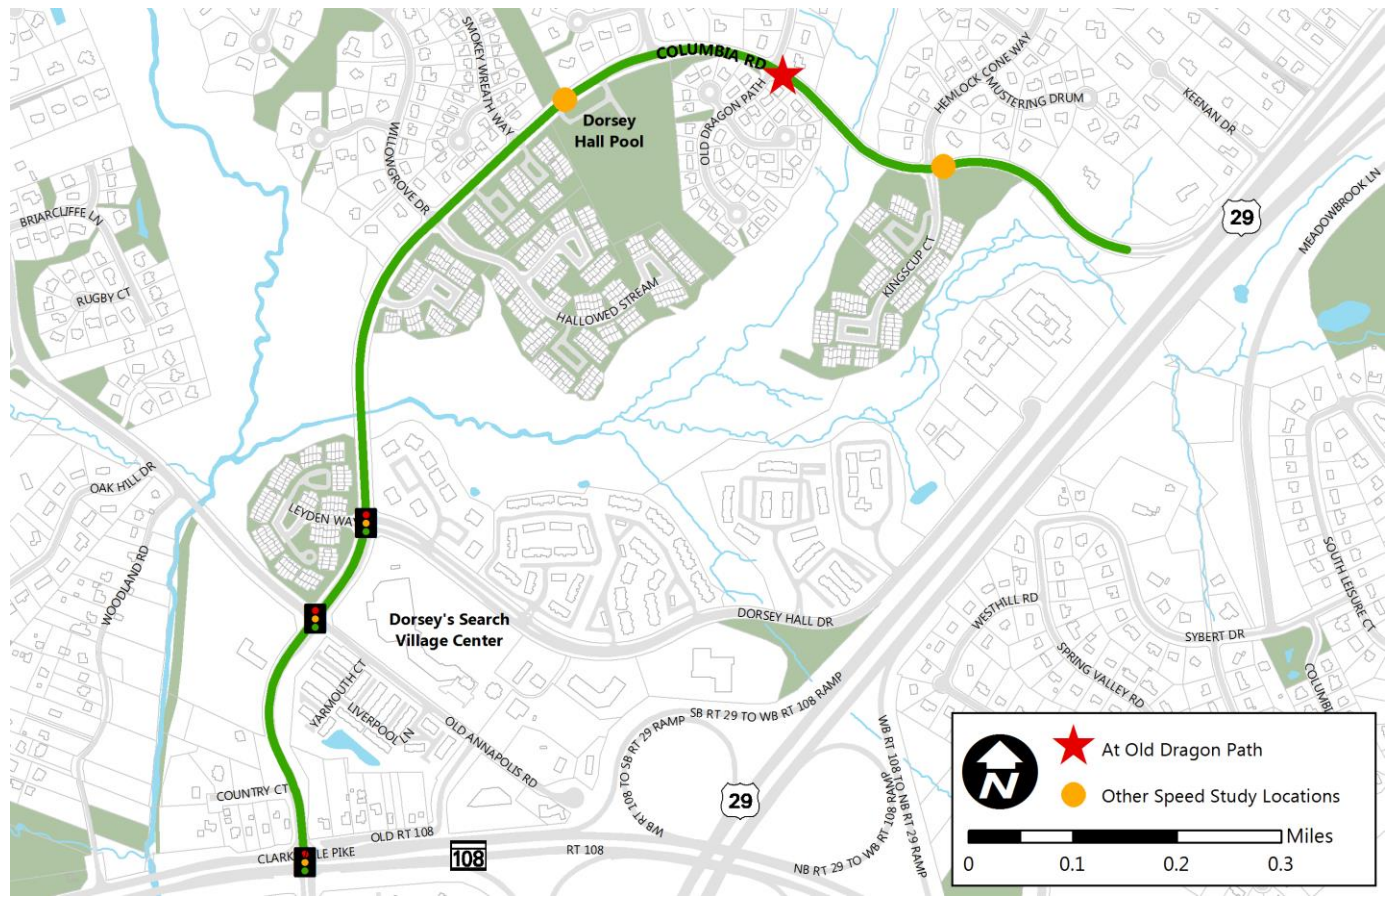 SMOKEY WREATH WAY
COLUMBIA RD
HEMLOCK CONE WAY
MUSTERING DRUM
KEENAN DR
OLD DRAGON PATH
Dorsey
Hall Pool
WILLOWGROVE DR
BRIARCLIFFE LN
RUGBY CT
29
MEADOWBROOK LN
KINGSCUP CT
HALLOWED STREAM
OAK HILL DR
LEYDEN WAY
WOODLAND RD
Dorsey's Search
Village Center
DORSEY HALL DR
WESTHILL RD
SOUTH LEISURE CT
SYBERT DR
SPRING VALLEY RD
YARMOUTH CT
LIVERPOOL LN
OLD ANNAPOLIS RD
SB RT 29 TO WB RT 108 RAMP
WB RT 108 TO SB RT 29 RAMP
29
WB RT 108 TO NB RT 29 RAMP
NB RT 29 TO WB RT 108 RAMP
COUNTRY CT
OLD RT 108
PIKE
108
RT 108
N
At Old Dragon Path
Other Speed Study Locations
Miles
0 0.1 0.2 0.3